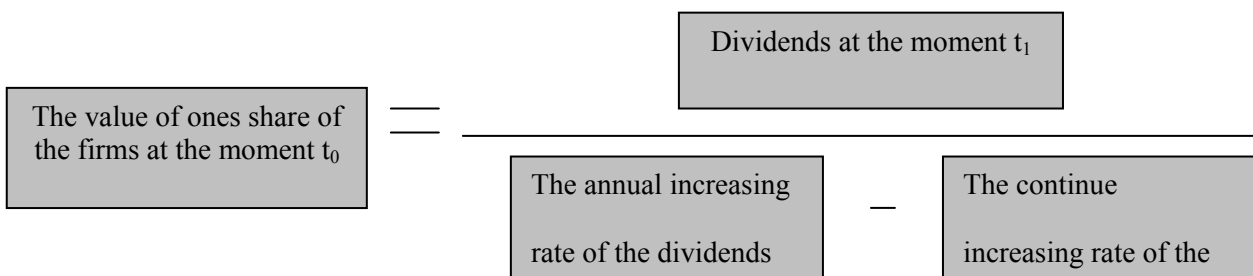 Dividends at the moment t₁
The value of ones share of
the firms at the moment t₀
=
The annual increasing
rate of the dividends
–
The continue
increasing rate of the